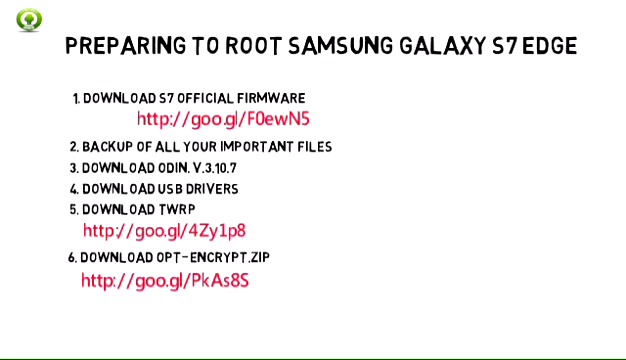 PREPARING TO ROOT SAMSUNG GALAXY S7 EDGE
1. DOWNLOAD S7 OFFICIAL FIRMWARE
http://goo.gl/F0ewN5
2. BACKUP OF ALL YOUR IMPORTANT FILES
3. DOWNLOAD ODIN. V.3.10.7
4. DOWNLOAD USB DRIVERS
5. DOWNLOAD TWRP
http://goo.gl/4Zy1p8
6. DOWNLOAD OPT-ENCRYPT.ZIP
http://goo.gl/PkAs8S